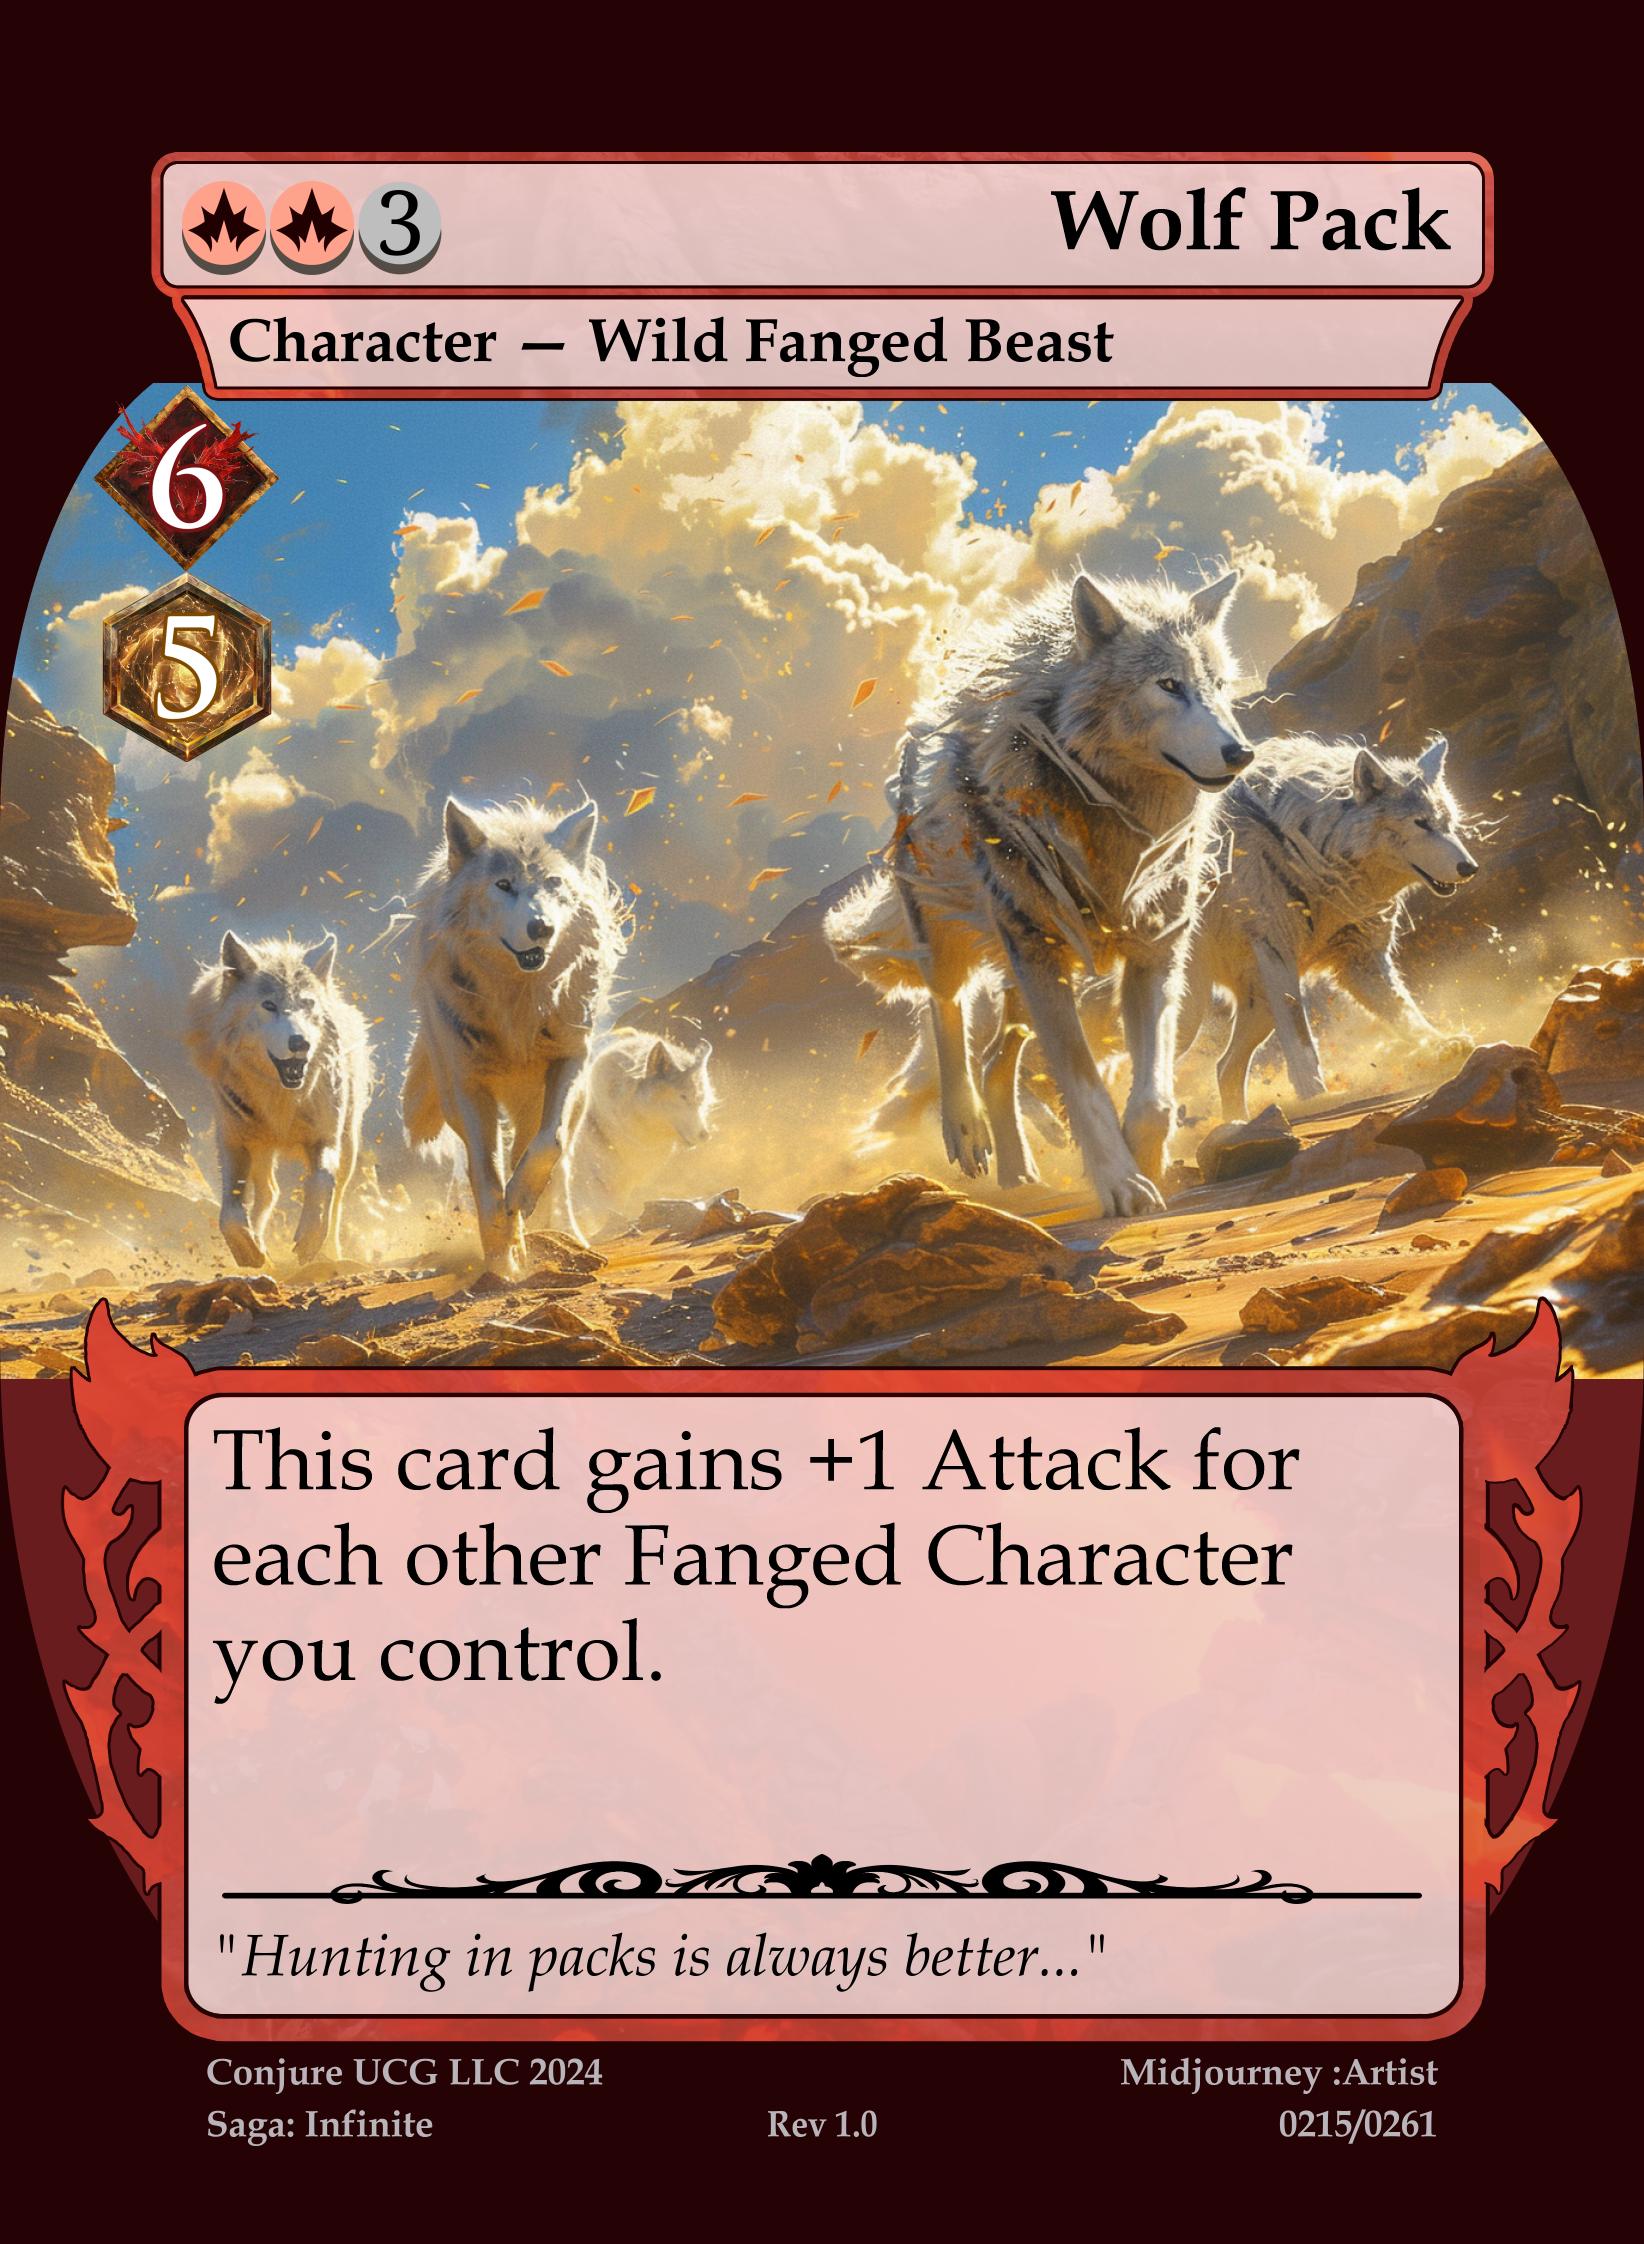 3 Wolf Pack
Character — Wild Fanged Beast
6
5
This card gains +1 Attack for
each other Fanged Character
you control.
"Hunting in packs is always better..."
Conjure UCG LLC 2024 Midjourney :Artist
Saga: Infinite Rev 1.0 0215/0261